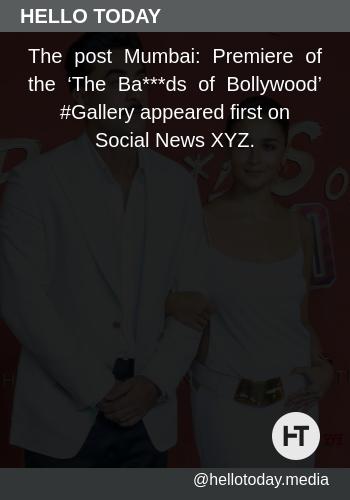 HELLO TODAY
The post Mumbai: Premiere of
the ‘The Ba***ds of Bollywood’
#Gallery appeared first on
Social News XYZ.
HT
@hellotoday.media